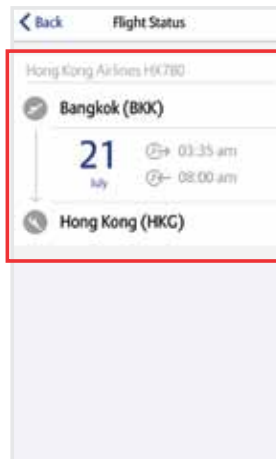 Back
Flight Status
Hong Kong Airlines HX780
Bangkok (BKK)
21
July
03:35 am
08:00 am
Hong Kong (HKG)